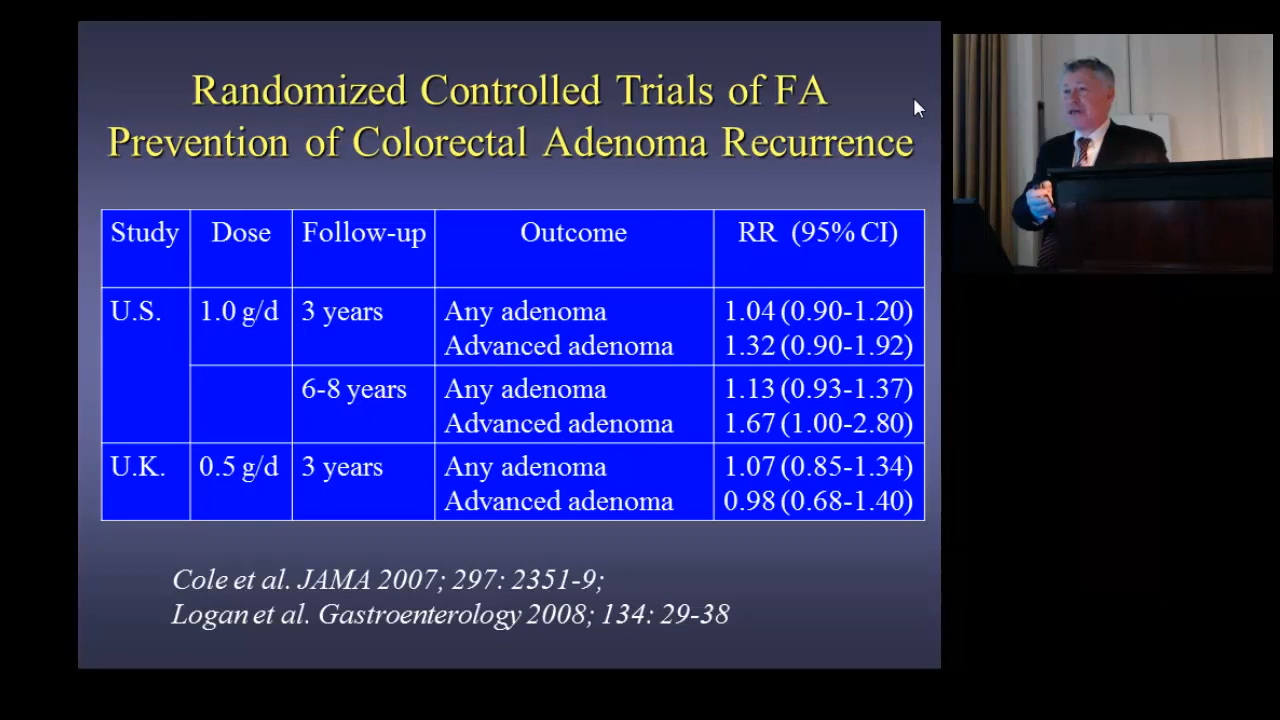 Randomized Controlled Trials of FA
Prevention of Colorectal Adenoma Recurrence
Study Dose Follow-up Outcome RR (95% CI)
U.S. 1.0 g/d 3 years Any adenoma 1.04 (0.90-1.20)
Advanced adenoma 1.32 (0.90-1.92)
6-8 years Any adenoma 1.13 (0.93-1.37)
Advanced adenoma 1.67 (1.00-2.80)
U.K. 0.5 g/d 3 years Any adenoma 1.07 (0.85-1.34)
Advanced adenoma 0.98 (0.68-1.40)
Cole et al. JAMA 2007; 297: 2351-9;
Logan et al. Gastroenterology 2008; 134: 29-38